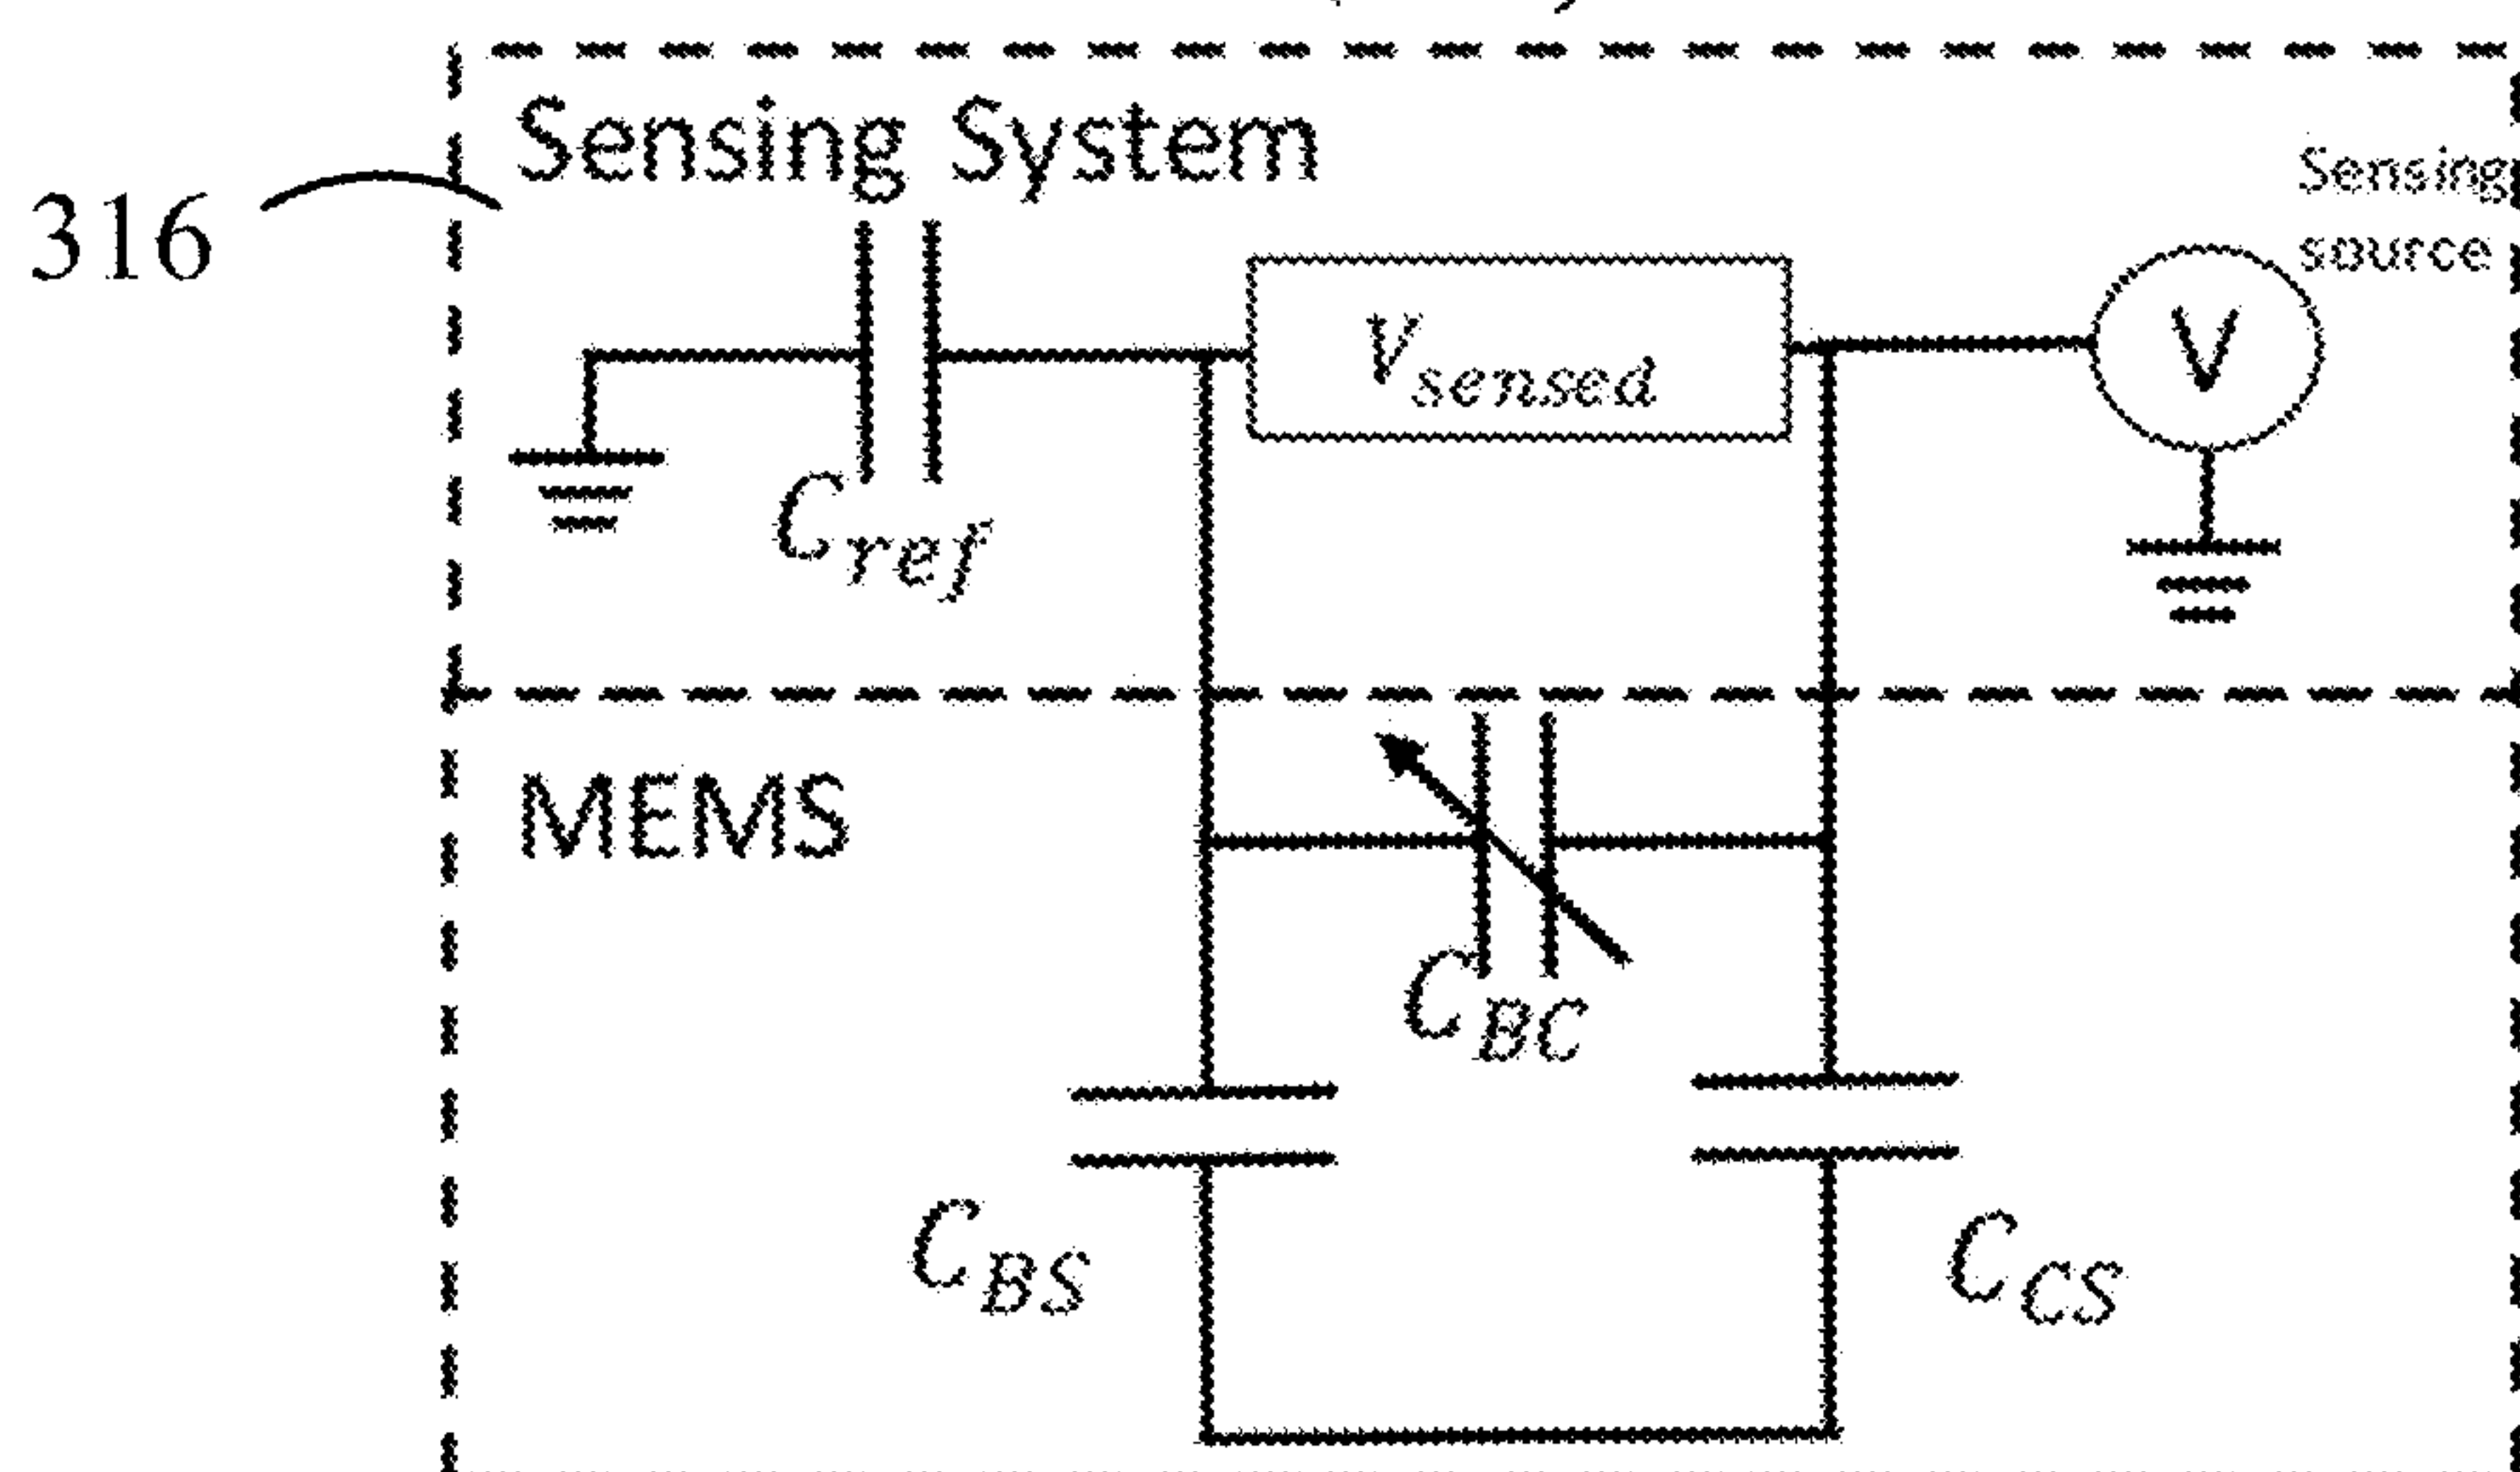 Sensing System
316
Sensing
source
V_sensed
V
C_ref
MEMS
C_BC
C_BS
C_CS